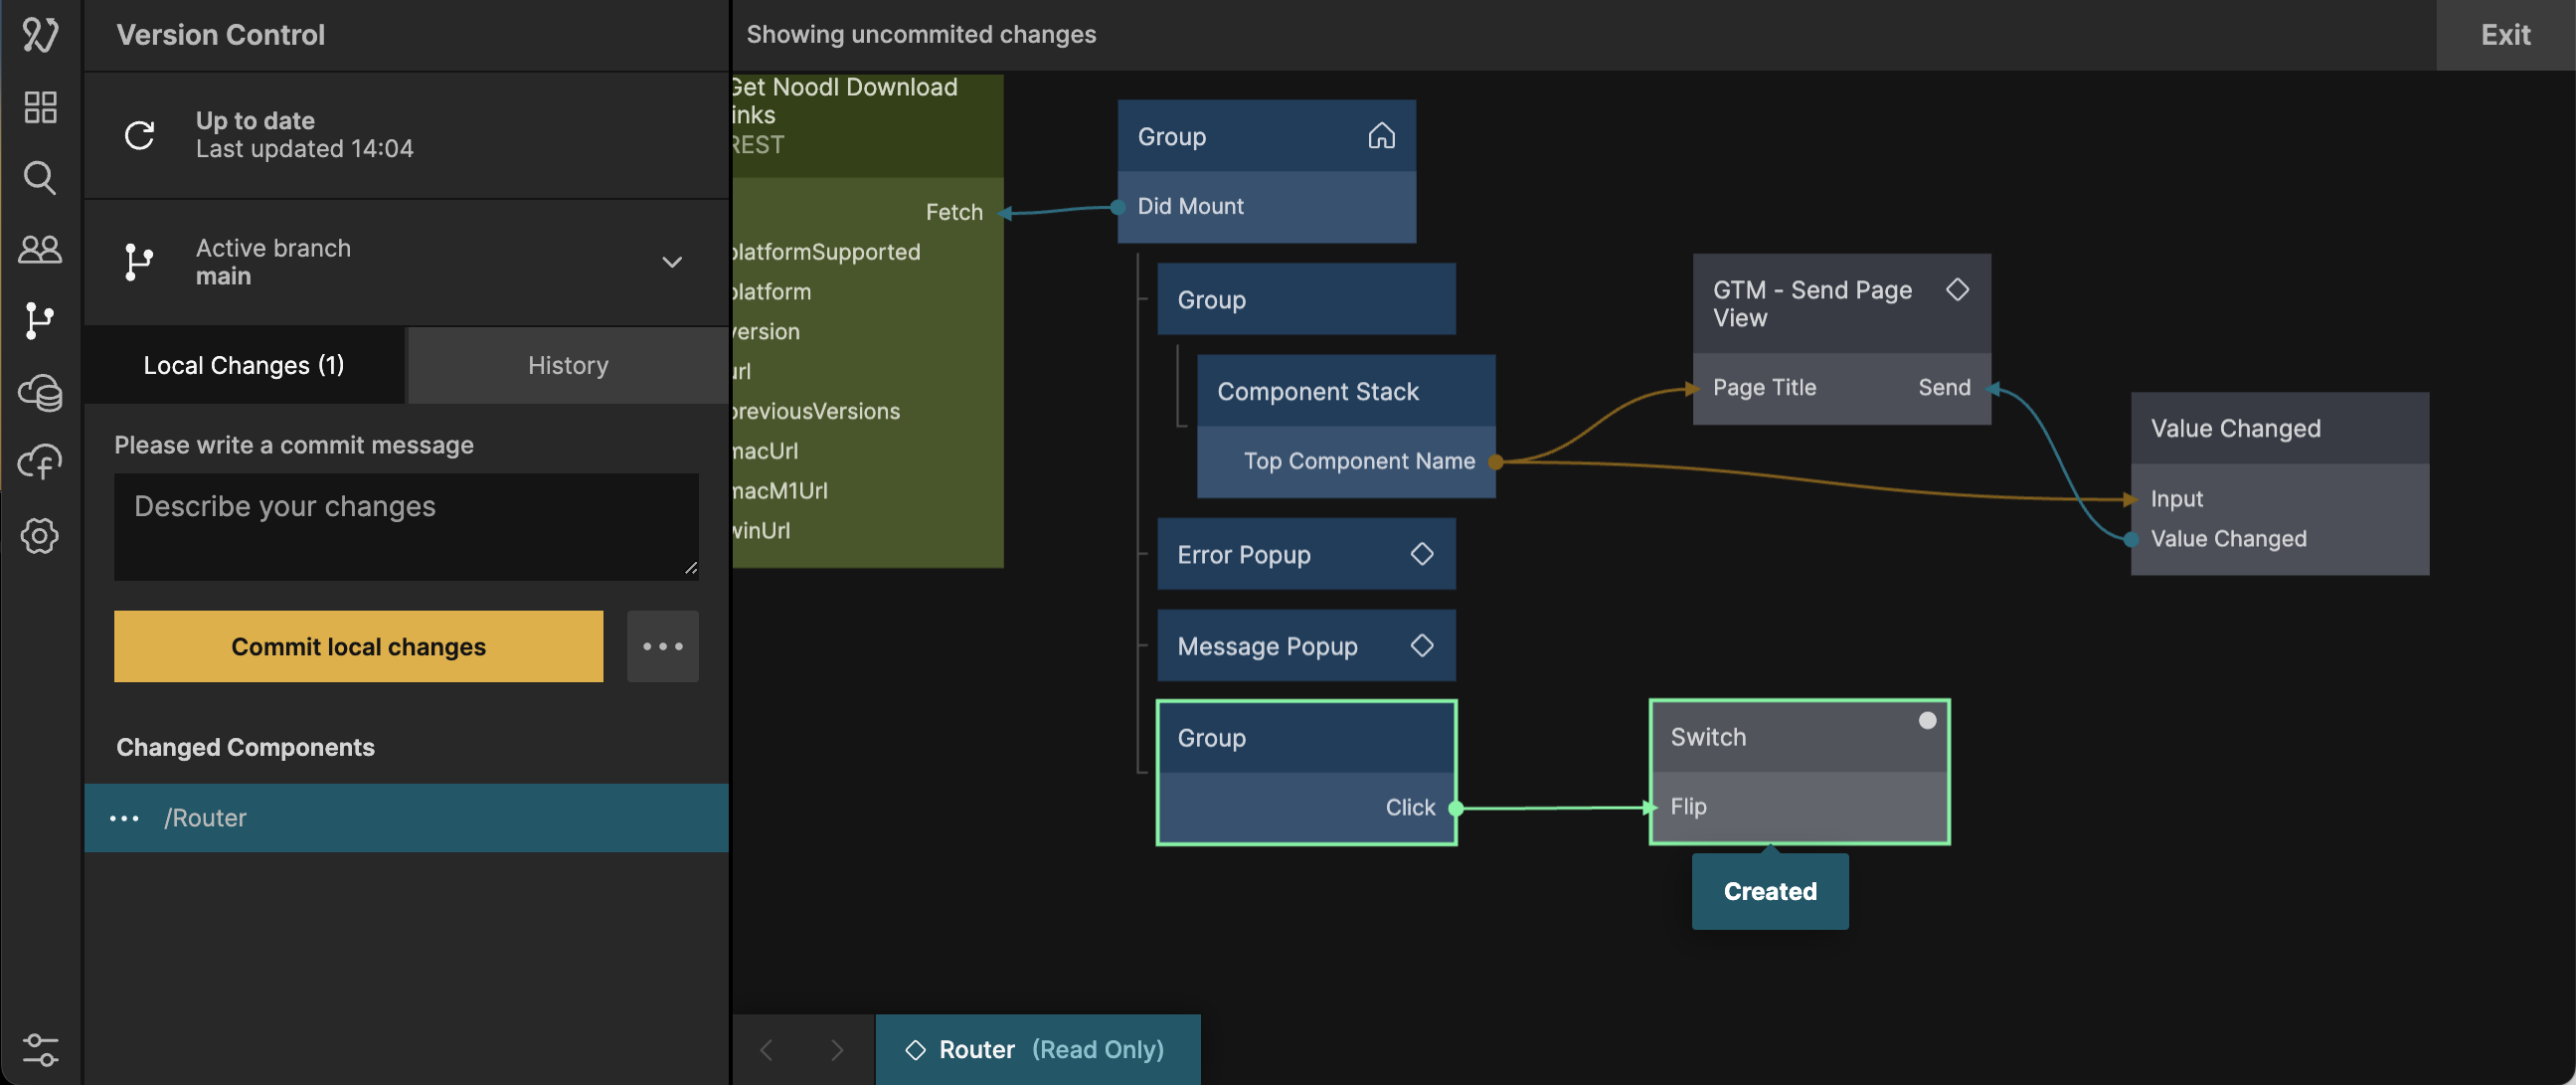 Version Control
Up to date
Last updated 14:04
Active branch
main
Local Changes (1)
History
Please write a commit message
Describe your changes
Commit local changes
Changed Components
/Router
Showing uncommited changes
Exit
Get Noodl Download
inks
REST
Fetch
platformSupported
platform
version
url
previousVersions
macUrl
macM1Url
winUrl
Group
Did Mount
Group
Component Stack
Top Component Name
Error Popup
Message Popup
Group
Click
GTM - Send Page
View
Page Title
Send
Value Changed
Input
Value Changed
Switch
Flip
Created
Router (Read Only)